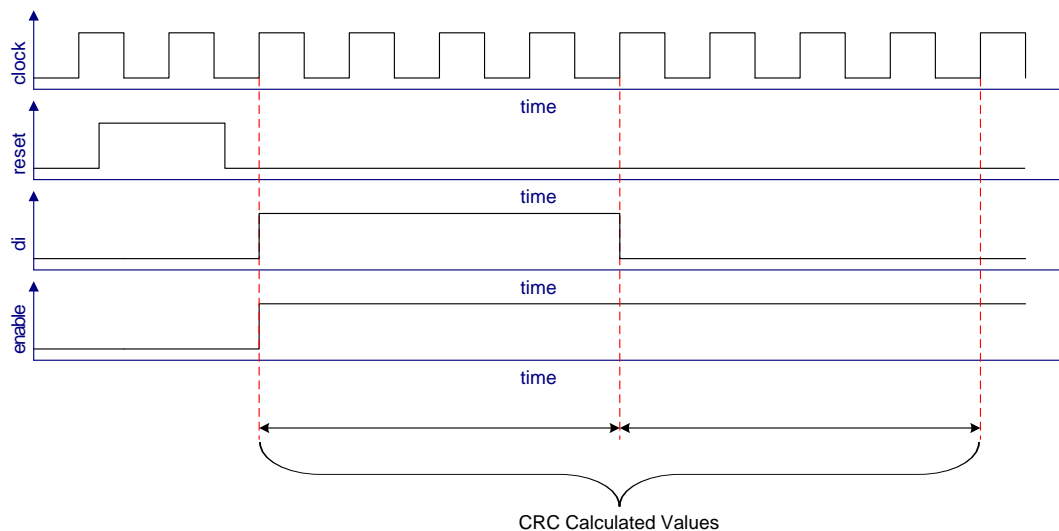 clock
time
reset
time
di
time
enable
time
CRC Calculated Values